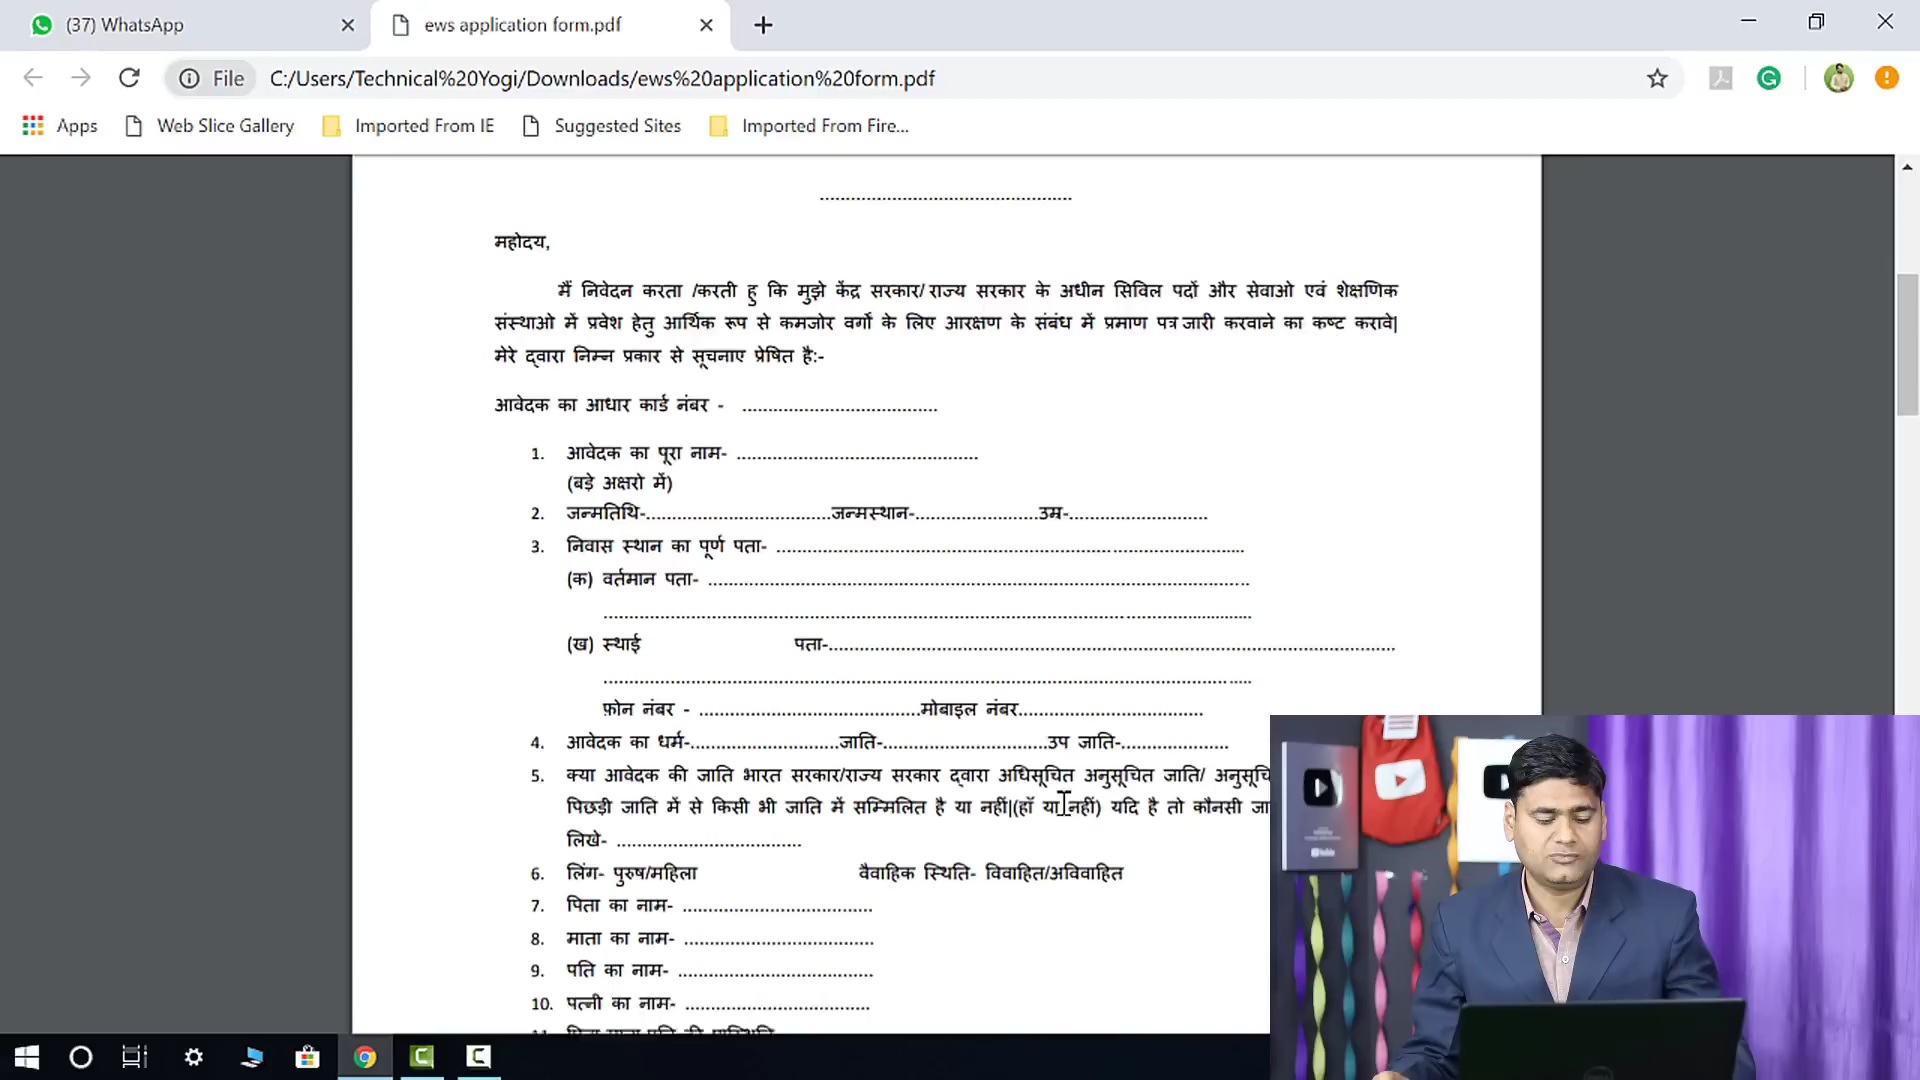 (37) WhatsApp
ews application form.pdf
File C:/Users/Technical%20Yogi/Downloads/ews%20application%20form.pdf
Apps Web Slice Gallery Imported From IE Suggested Sites Imported From Fire...
..................................................
महोदय,
मैं निवेदन करता /करती हु कि मुझे केंद्र सरकार/ राज्य सरकार के अधीन सिविल पदों और सेवाओ एवं शेक्षणिक
संस्थाओ में प्रवेश हेतु आर्थिक रूप से कमजोर वर्गो के लिए आरक्षण के संबंध में प्रमाण पत्र जारी करवाने का कष्ट करावे|
मेरे द्वारा निम्न प्रकार से सूचनाए प्रेषित है:-
आवेदक का आधार कार्ड नंबर - .......................................
1. आवेदक का पूरा नाम- ................................................
(बड़े अक्षरो में)
2. जन्मतिथि-.....................................जन्मस्थान-.........................उम्र-............................
3. निवास स्थान का पूर्ण पता- ..............................................................................................
(क) वर्तमान पता- ............................................................................................................
..................................................................................................................................
(ख) स्थाई पता-.................................................................................................................
..................................................................................................................................
फ़ोन नंबर - ............................................मोबाइल नंबर.....................................
4. आवेदक का धर्म-..............................जाति-.................................उप जाति-......................
5. क्या आवेदक की जाति भारत सरकार/राज्य सरकार द्वारा अधिसूचित अनुसूचित जाति/ अनुसूचि
पिछड़ी जाति में से किसी भी जाति में सम्मिलित है या नहीं|(हाँ या नहीं) यदि है तो कौनसी जा
लिखे- .....................................
6. लिंग- पुरुष/महिला वैवाहिक स्थिति- विवाहित/अविवाहित
7. पिता का नाम- ......................................
8. माता का नाम- ......................................
9. पति का नाम- .......................................
10. पत्नी का नाम- .....................................